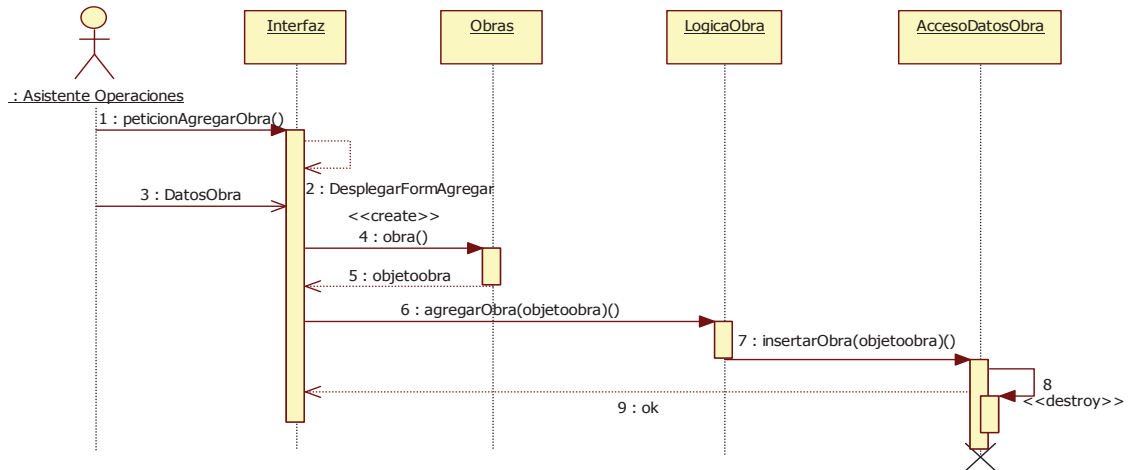 Interfaz
Obras
LogicaObra
AccesoDatosObra
: Asistente Operaciones
1 : peticionAgregarObra()
2 : DesplegarFormAgregar
3 : DatosObra
<<create>>
4 : obra()
5 : objetoobra
6 : agregarObra(objetoobra)()
7 : insertarObra(objetoobra)()
8
<<destroy>>
9 : ok